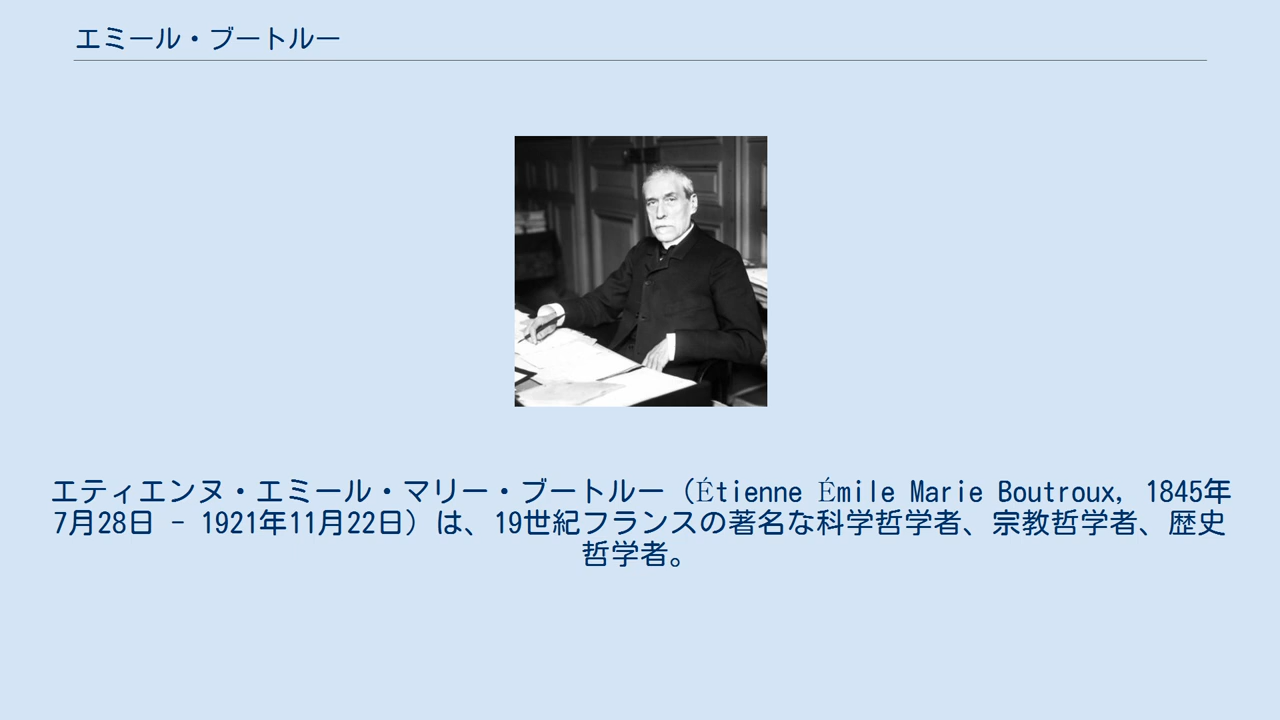 エミール・ブートルー
エティエンヌ・エミール・マリー・ブートルー（Étienne Émile Marie Boutroux, 1845年
7月28日 - 1921年11月22日）は、19世紀フランスの著名な科学哲学者、宗教哲学者、歴史
哲学者。